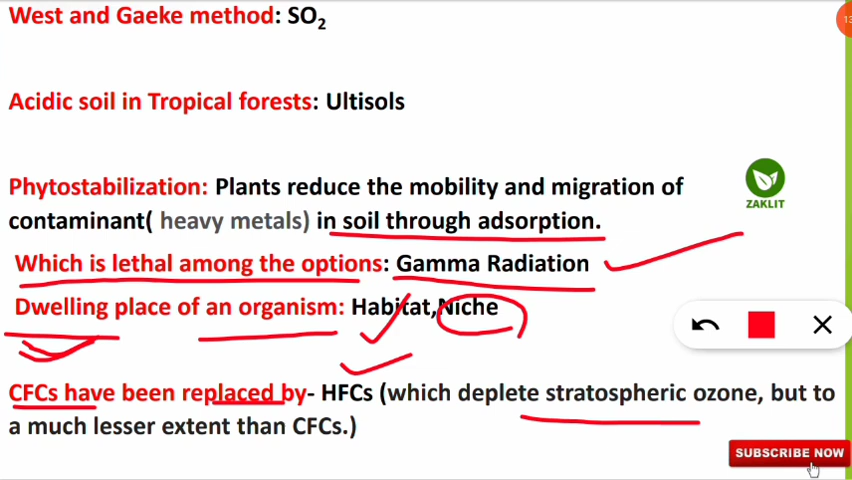 West and Gaeke method: SO₂
13
Acidic soil in Tropical forests: Ultisols
Phytostabilization: Plants reduce the mobility and migration of
contaminant( heavy metals) in soil through adsorption.
ZAKLIT
Which is lethal among the options: Gamma Radiation
Dwelling place of an organism: Habitat,Niche
CFCs have been replaced by- HFCs (which deplete stratospheric ozone, but to
a much lesser extent than CFCs.)
SUBSCRIBE NOW